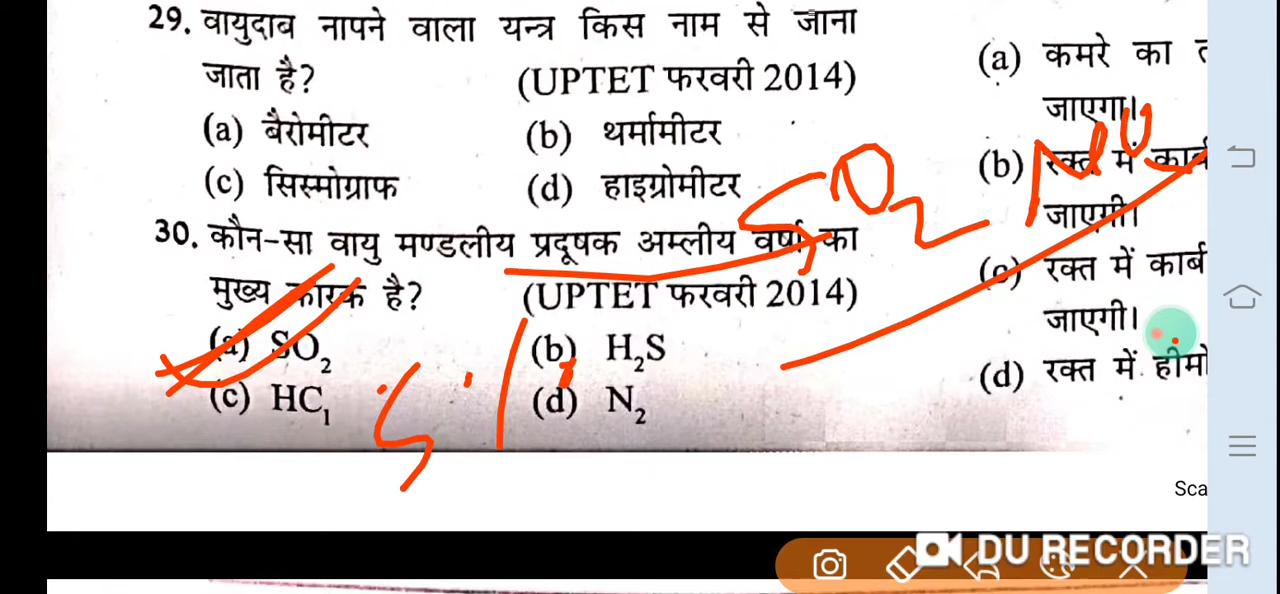 29. वायुदाब नापने वाला यन्त्र किस नाम से जाना
जाता है? (UPTET फरवरी 2014)
(a) बैरोमीटर (b) थर्मामीटर
(c) सिस्मोग्राफ (d) हाइग्रोमीटर
30. कौन-सा वायु मण्डलीय प्रदूषक अम्लीय वर्षा का
मुख्य कारक है? (UPTET फरवरी 2014)
(a) SO₂ (b) H₂S
(c) HC₁ (d) N₂
SO₂
(a) कमरे का
जाएगा।
(b) रक्त में कार्ब
जाएगी।
(c) रक्त में कार्ब
जाएगी।
(d) रक्त में हीमो
Sca
DU RECORDER